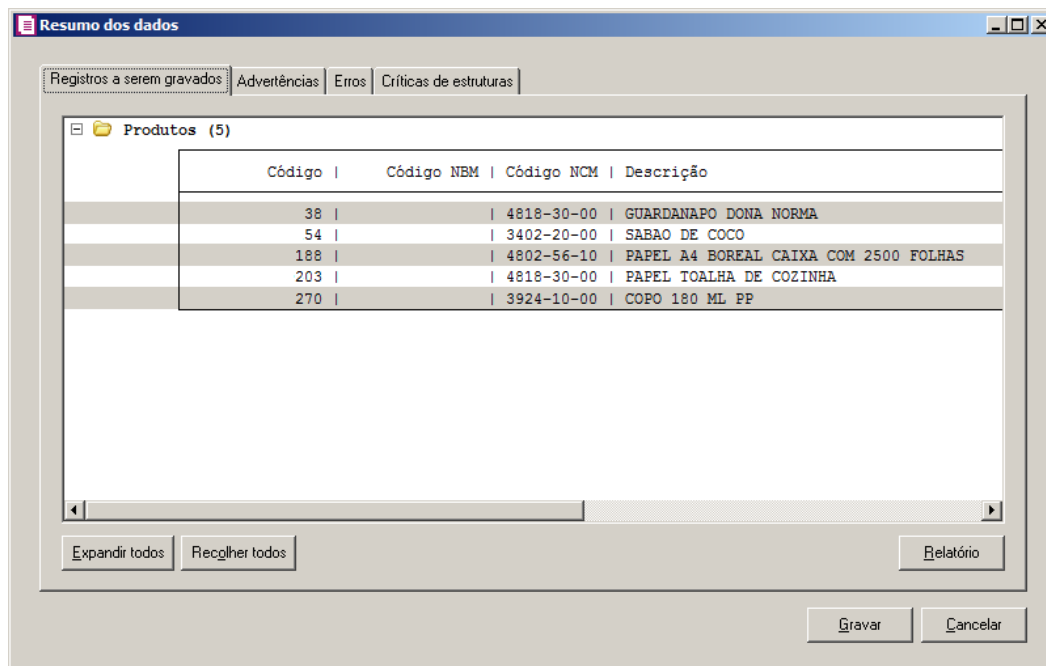 Resumo dos dados
Registros a serem gravados Advertências Erros Críticas de estruturas
Produtos (5)
Código | Código NBM | Código NCM | Descrição
38 | | 4818-30-00 | GUARDANAPO DONA NORMA
54 | | 3402-20-00 | SABAO DE COCO
188 | | 4802-56-10 | PAPEL A4 BOREAL CAIXA COM 2500 FOLHAS
203 | | 4818-30-00 | PAPEL TOALHA DE COZINHA
270 | | 3924-10-00 | COPO 180 ML PP
Expandir todos Recolher todos Relatório
Gravar Cancelar